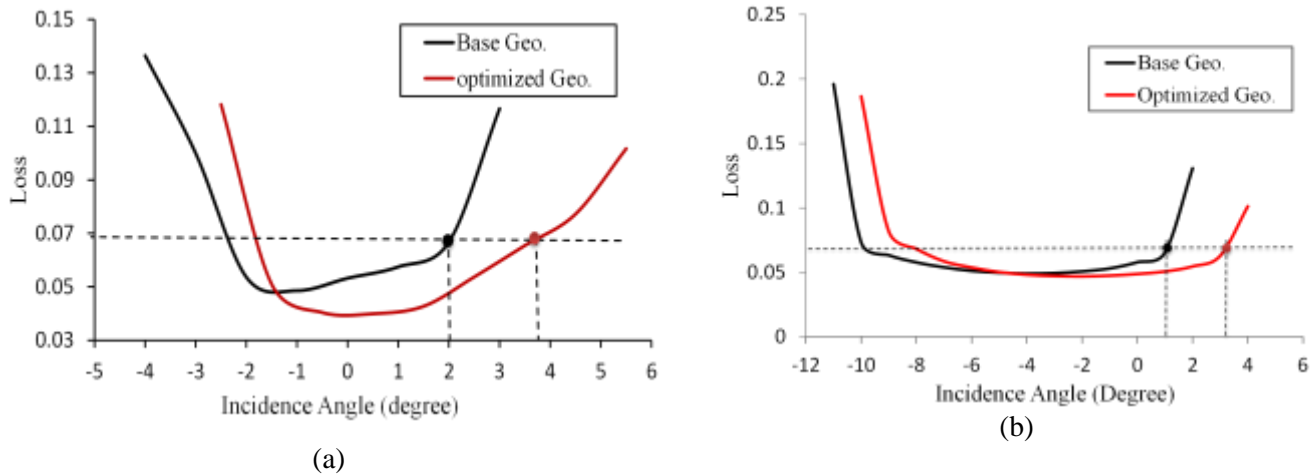 0.15
0.13
0.11
0.09
0.07
0.05
0.03
Loss
Base Geo.
optimized Geo.
-5 -4 -3 -2 -1 0 1 2 3 4 5 6
Incidence Angle (degree)
(a)
0.25
0.2
0.15
0.1
0.05
0
Loss
Base Geo.
Optimized Geo.
-12 -10 -8 -6 -4 -2 0 2 4 6
Incidence Angle (Degree)
(b)